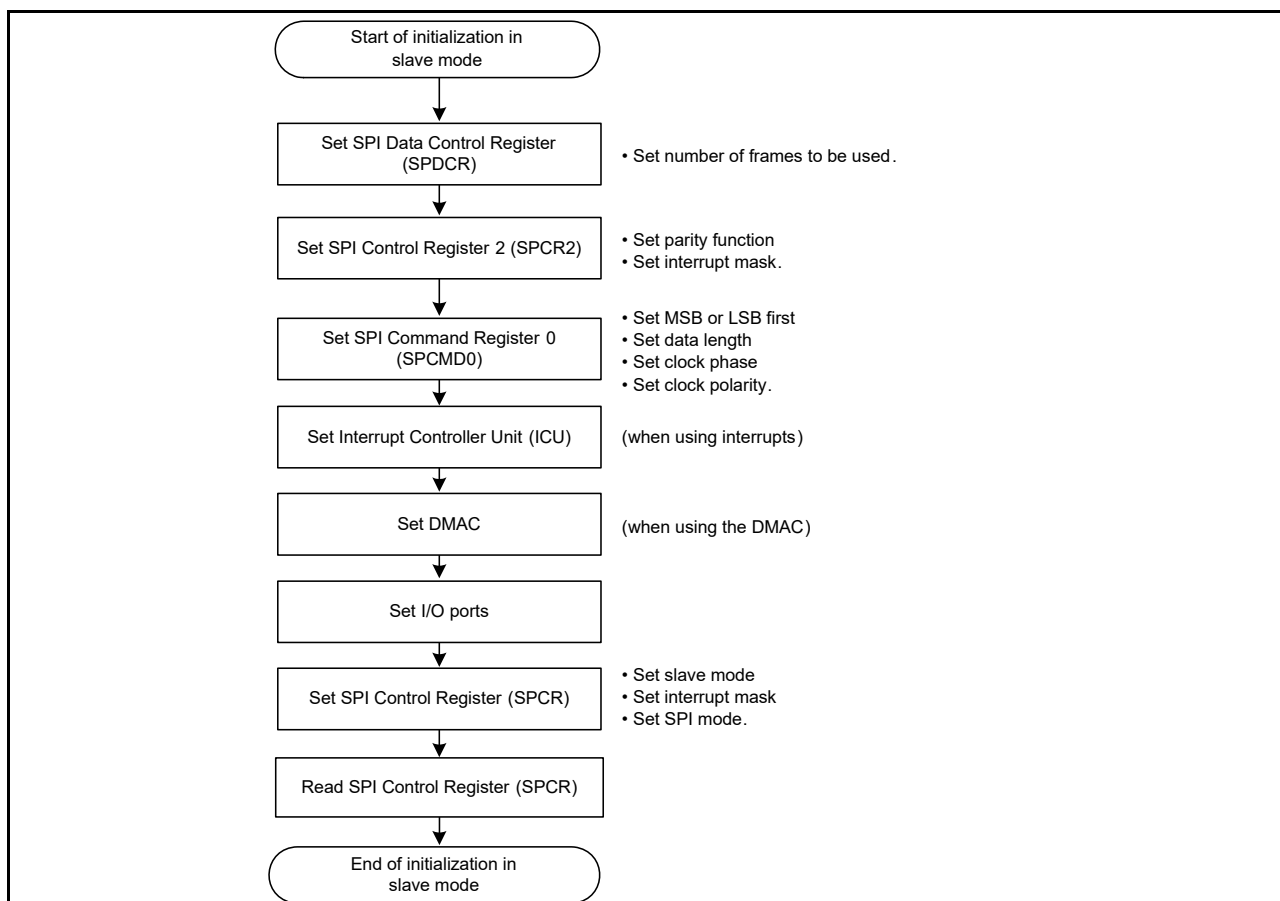 Start of initialization in
slave mode
Set SPI Data Control Register
(SPDCR)
• Set number of frames to be used.
Set SPI Control Register 2 (SPCR2)
• Set parity function
• Set interrupt mask.
Set SPI Command Register 0
(SPCMD0)
• Set MSB or LSB first
• Set data length
• Set clock phase
• Set clock polarity.
Set Interrupt Controller Unit (ICU)
(when using interrupts)
Set DMAC
(when using the DMAC)
Set I/O ports
Set SPI Control Register (SPCR)
• Set slave mode
• Set interrupt mask
• Set SPI mode.
Read SPI Control Register (SPCR)
End of initialization in
slave mode